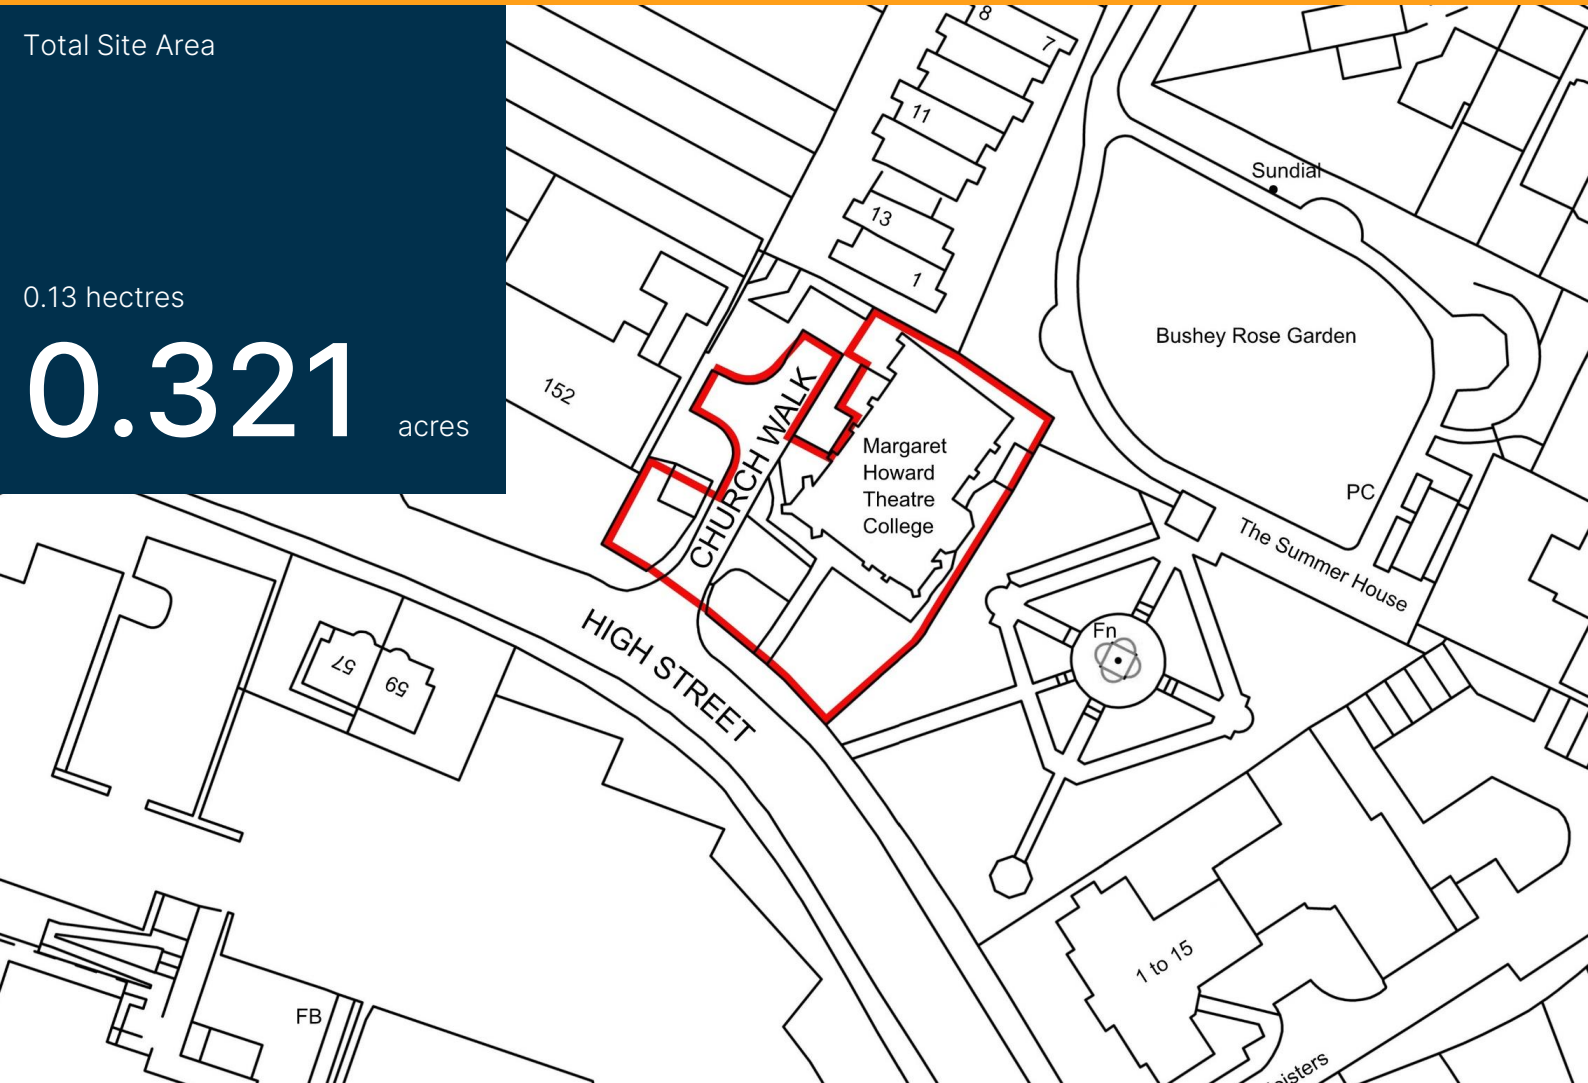 Total Site Area
0.13 hectres
0.321 acres
8
7
11
13
1
Sundial
Bushey Rose Garden
152
CHURCH WALK
Margaret
Howard
Theatre
College
PC
The Summer House
HIGH STREET
Fn
57
59
1 to 15
FB